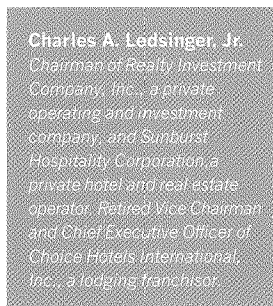 Charles A. Ledsinger, Jr.
Chairman of Realty Investment
Company, Inc., a private
operating and investment
company, and Sunburst
Hospitality Corporation, a
private hotel and real estate
operator. Retired Vice Chairman
and Chief Executive Officer of
Choice Hotels International,
Inc., a lodging franchisor.